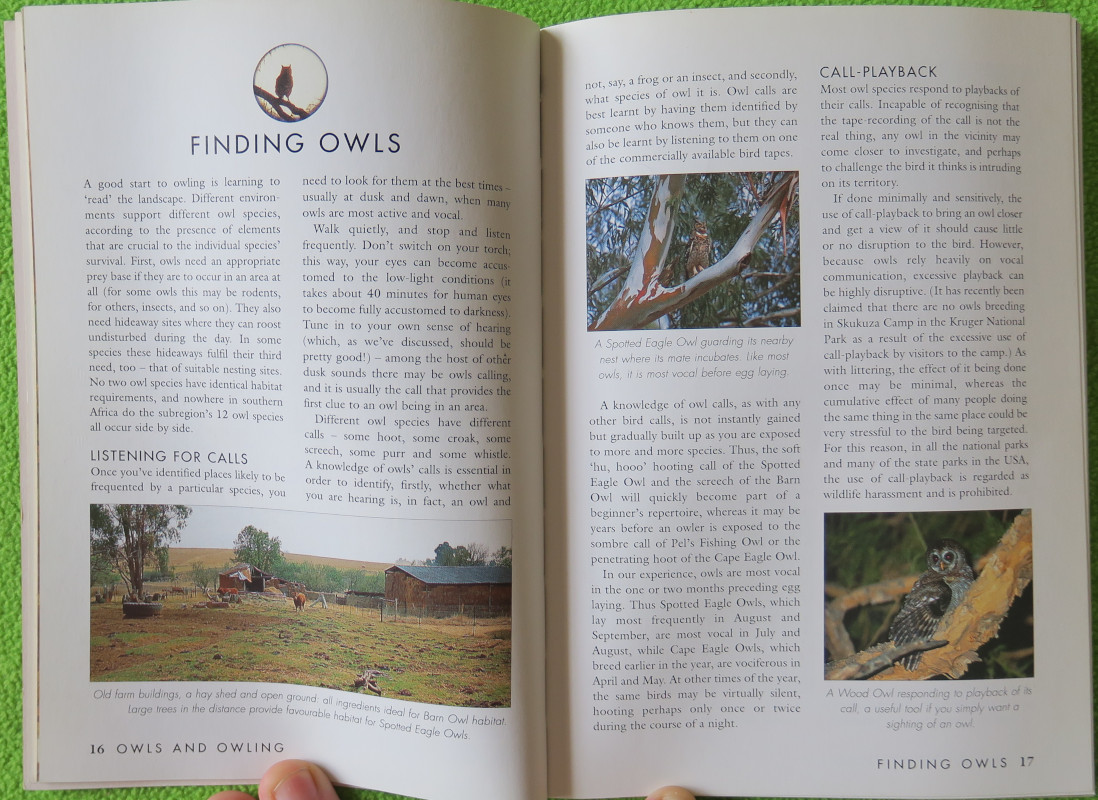 FINDING OWLS
A good start to owling is learning to
‘read’ the landscape. Different environ-
ments support different owl species,
according to the presence of elements
that are crucial to the individual species’
survival. First, owls need an appropriate
prey base if they are to occur in an area at
all (for some owls this may be rodents,
for others, insects, and so on). They also
need hideaway sites where they can roost
undisturbed during the day. In some
species these hideaways fulfil their third
need, too – that of suitable nesting sites.
No two owl species have identical habitat
requirements, and nowhere in southern
Africa do the subregion’s 12 owl species
all occur side by side.
LISTENING FOR CALLS
Once you’ve identified places likely to be
frequented by a particular species, you
need to look for them at the best times –
usually at dusk and dawn, when many
owls are most active and vocal.
Walk quietly, and stop and listen
frequently. Don’t switch on your torch;
this way, your eyes can become accus-
tomed to the low-light conditions (it
takes about 40 minutes for human eyes
to become fully accustomed to darkness).
Tune in to your own sense of hearing
(which, as we’ve discussed, should be
pretty good!) – among the host of other
dusk sounds there may be owls calling,
and it is usually the call that provides the
first clue to an owl being in an area.
Different owl species have different
calls – some hoot, some croak, some
screech, some purr and some whistle.
A knowledge of owls’ calls is essential in
order to identify, firstly, whether what
you are hearing is, in fact, an owl and
Old farm buildings, a hay shed and open ground: all ingredients ideal for Barn Owl habitat.
Large trees in the distance provide favourable habitat for Spotted Eagle Owls.
16 OWLS AND OWLING
not, say, a frog or an insect, and secondly,
what species of owl it is. Owl calls are
best learnt by having them identified by
someone who knows them, but they can
also be learnt by listening to them on one
of the commercially available bird tapes.
A Spotted Eagle Owl guarding its nearby
nest where its mate incubates. Like most
owls, it is most vocal before egg laying.
A knowledge of owl calls, as with any
other bird calls, is not instantly gained
but gradually built up as you are exposed
to more and more species. Thus, the soft
‘hu, hooo’ hooting call of the Spotted
Eagle Owl and the screech of the Barn
Owl will quickly become part of a
beginner’s repertoire, whereas it may be
years before an owler is exposed to the
sombre call of Pel’s Fishing Owl or the
penetrating hoot of the Cape Eagle Owl.
In our experience, owls are most vocal
in the one or two months preceding egg
laying. Thus Spotted Eagle Owls, which
lay most frequently in August and
September, are most vocal in July and
August, while Cape Eagle Owls, which
breed earlier in the year, are vociferous in
April and May. At other times of the year,
the same birds may be virtually silent,
hooting perhaps only once or twice
during the course of a night.
CALL-PLAYBACK
Most owl species respond to playbacks of
their calls. Incapable of recognising that
the tape-recording of the call is not the
real thing, any owl in the vicinity may
come closer to investigate, and perhaps
to challenge the bird it thinks is intruding
on its territory.
If done minimally and sensitively, the
use of call-playback to bring an owl closer
and get a view of it should cause little
or no disruption to the bird. However,
because owls rely heavily on vocal
communication, excessive playback can
be highly disruptive. (It has recently been
claimed that there are no owls breeding
in Skukuza Camp in the Kruger National
Park as a result of the excessive use of
call-playback by visitors to the camp.) As
with littering, the effect of it being done
once may be minimal, whereas the
cumulative effect of many people doing
the same thing in the same place could be
very stressful to the bird being targeted.
For this reason, in all the national parks
and many of the state parks in the USA,
the use of call-playback is regarded as
wildlife harassment and is prohibited.
A Wood Owl responding to playback of its
call, a useful tool if you simply want a
sighting of an owl.
FINDING OWLS 17